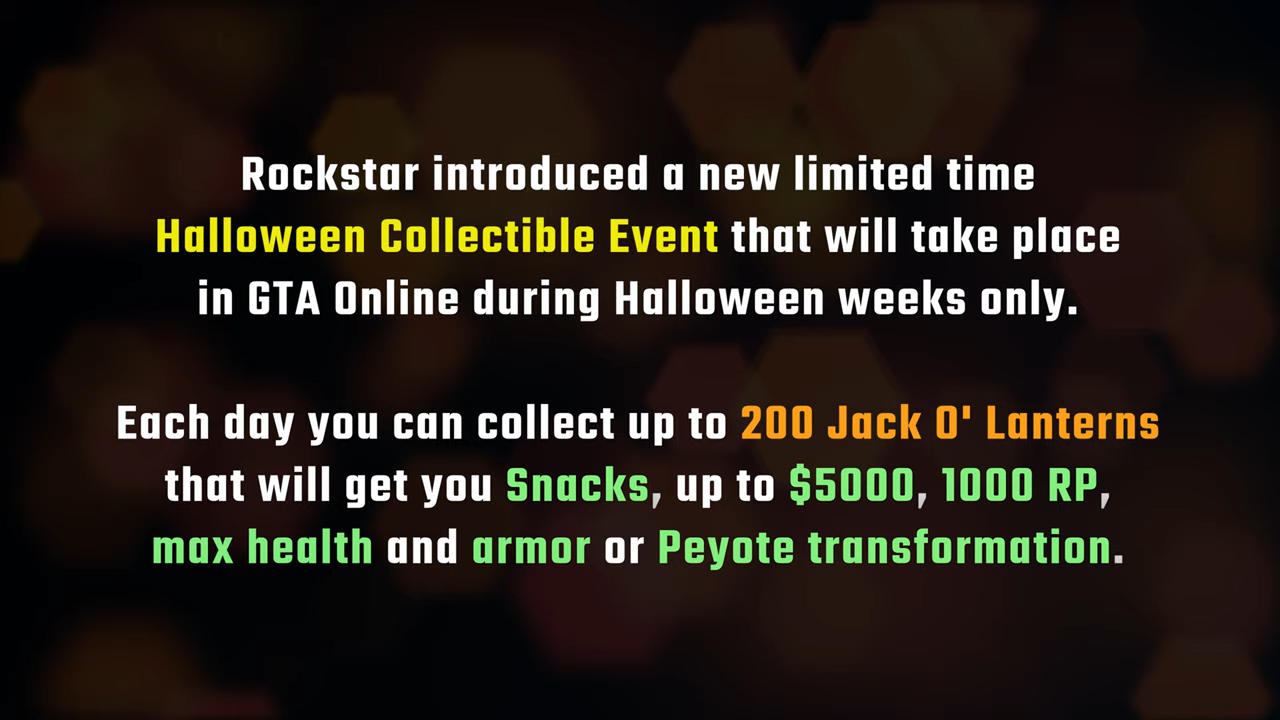 Rockstar introduced a new limited time
Halloween Collectible Event that will take place
in GTA Online during Halloween weeks only.
Each day you can collect up to 200 Jack O' Lanterns
that will get you Snacks, up to $5000, 1000 RP,
max health and armor or Peyote transformation.